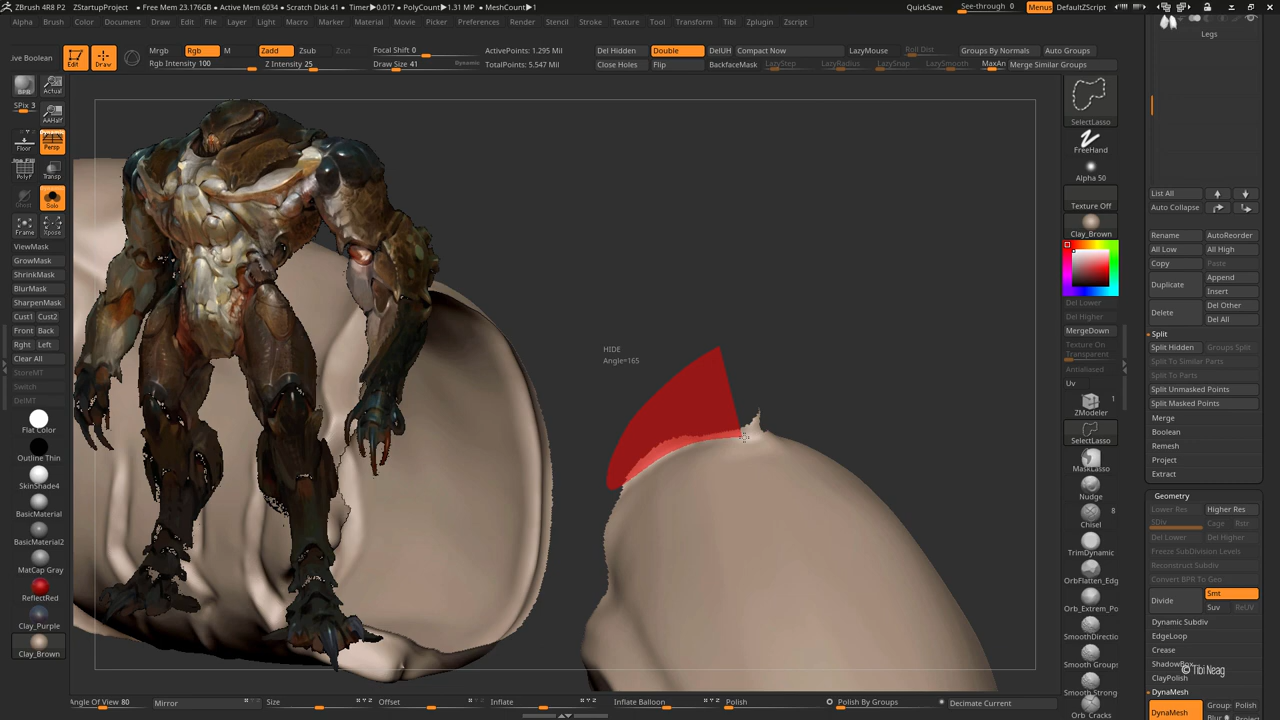 ZBrush 4R8 P2 ZStartupProject • Free Mem 23.176GB • Active Mem 6034 • Scratch Disk 41 • Timer▶0.017 • PolyCount▶1.31 MP • MeshCount▶1 QuickSave See-through 0 Menus DefaultZScript
Alpha Brush Color Document Draw Edit File Layer Light Macro Marker Material Movie Picker Preferences Render Stencil Stroke Texture Tool Transform Tibi Zplugin Zscript
Legs
ive Boolean Edit Draw Mrgb Rgb M Zadd Zsub Zcut Focal Shift 0 ActivePoints: 1.295 Mil Del Hidden Double DelUH Compact Now LazyMouse Roll Dist Groups By Normals Auto Groups
Rgb Intensity 100 Z Intensity 25 Draw Size 41 Dynamic TotalPoints: 5.547 Mil Close Holes Flip BackfaceMask LazyStep LazyRadius LazySnap LazySmooth MaxAn Merge Similar Groups
BPR Actual
SPix 3
AAHalf
Floor Dynamic Persp
PolyF Transp
Ghost Solo
Frame Xpose
ViewMask
GrowMask
ShrinkMask
BlurMask
SharpenMask
Cust1 Cust2
Front Back
Rght Left
Clear All
StoreMT
Switch
DelMT
Flat Color
Outline Thin
SkinShade4
BasicMaterial
BasicMaterial2
MatCap Gray
ReflectRed
Clay_Purple
Clay_Brown
HIDE
Angle=165
SelectLasso
FreeHand
Alpha 50
Texture Off
Clay_Brown
Del Lower
Del Higher
MergeDown
Texture On
Transparent
Antialiased
Uv
1
ZModeler
SelectLasso
MaskLasso
Nudge
8
Chisel
TrimDynamic
OrbFlatten_Edg
Orb_Extrem_Po
SmoothDirectio
Smooth Groups
Smooth Strong
Orb_Cracks
List All
Auto Collapse
Rename AutoReorder
All Low All High
Copy Paste
Duplicate Append
Insert
Delete Del Other
Del All
Split
Split Hidden Groups Split
Split To Similar Parts
Split To Parts
Split Unmasked Points
Split Masked Points
Merge
Boolean
Remesh
Project
Extract
Geometry
Lower Res Higher Res
SDiv Cage Rstr
Del Lower Del Higher
Freeze SubDivision Levels
Reconstruct Subdiv
Convert BPR To Geo
Divide Smt
Suv ReUV
Dynamic Subdiv
EdgeLoop
Crease
ShadowBox
ClayPolish
© Tibi Neag
DynaMesh
DynaMesh Group Polish
Blur Project
Angle Of View 80 Mirror Size Offset Inflate Inflate Balloon Polish Polish By Groups Decimate Current